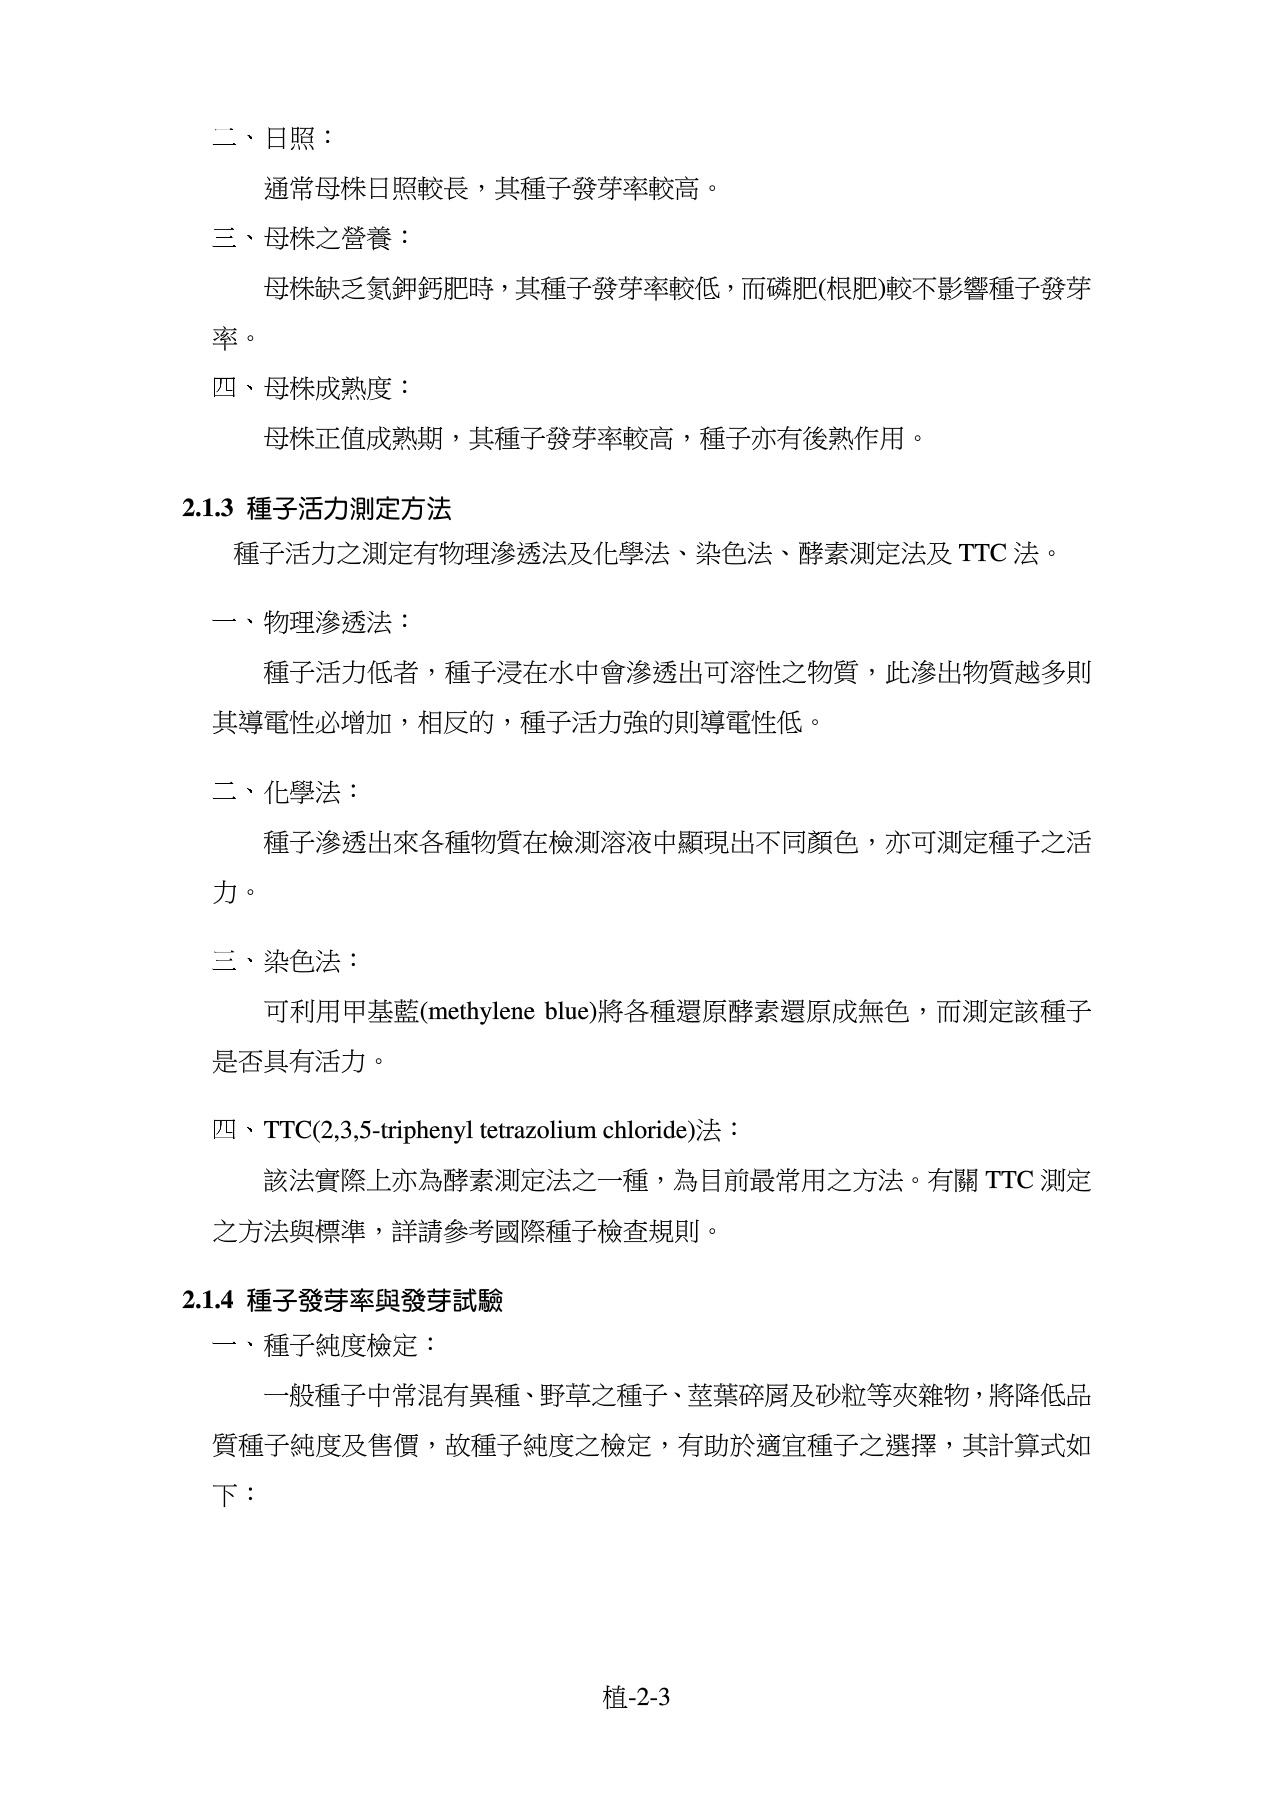 二、日照：
通常母株日照較長，其種子發芽率較高。
三、母株之營養：
母株缺乏氮鉀鈣肥時，其種子發芽率較低，而磷肥(根肥)較不影響種子發芽
率。
四、母株成熟度：
母株正值成熟期，其種子發芽率較高，種子亦有後熟作用。
2.1.3 種子活力測定方法
種子活力之測定有物理滲透法及化學法、染色法、酵素測定法及 TTC 法。
一、物理滲透法：
種子活力低者，種子浸在水中會滲透出可溶性之物質，此滲出物質越多則
其導電性必增加，相反的，種子活力強的則導電性低。
二、化學法：
種子滲透出來各種物質在檢測溶液中顯現出不同顏色，亦可測定種子之活
力。
三、染色法：
可利用甲基藍(methylene blue)將各種還原酵素還原成無色，而測定該種子
是否具有活力。
四、TTC(2,3,5-triphenyl tetrazolium chloride)法：
該法實際上亦為酵素測定法之一種，為目前最常用之方法。有關 TTC 測定
之方法與標準，詳請參考國際種子檢查規則。
2.1.4 種子發芽率與發芽試驗
一、種子純度檢定：
一般種子中常混有異種、野草之種子、莖葉碎屑及砂粒等夾雜物，將降低品
質種子純度及售價，故種子純度之檢定，有助於適宜種子之選擇，其計算式如
下：
植-2-3